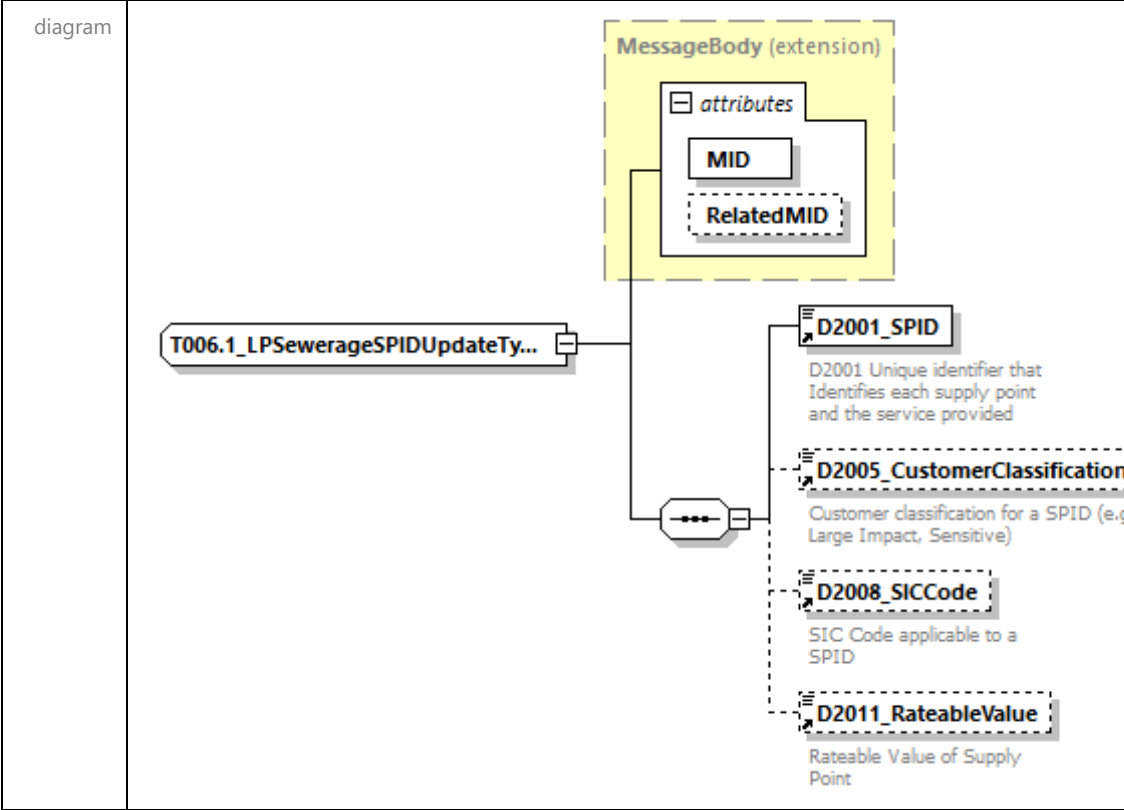 diagram
MessageBody (extension)
attributes
MID
RelatedMID
T006.1_LPSewerageSPIDUpdateTy...
D2001_SPID
D2001 Unique identifier that
Identifies each supply point
and the service provided
D2005_CustomerClassification
Customer classification for a SPID (e.g
Large Impact, Sensitive)
D2008_SICCode
SIC Code applicable to a
SPID
D2011_RateableValue
Rateable Value of Supply
Point